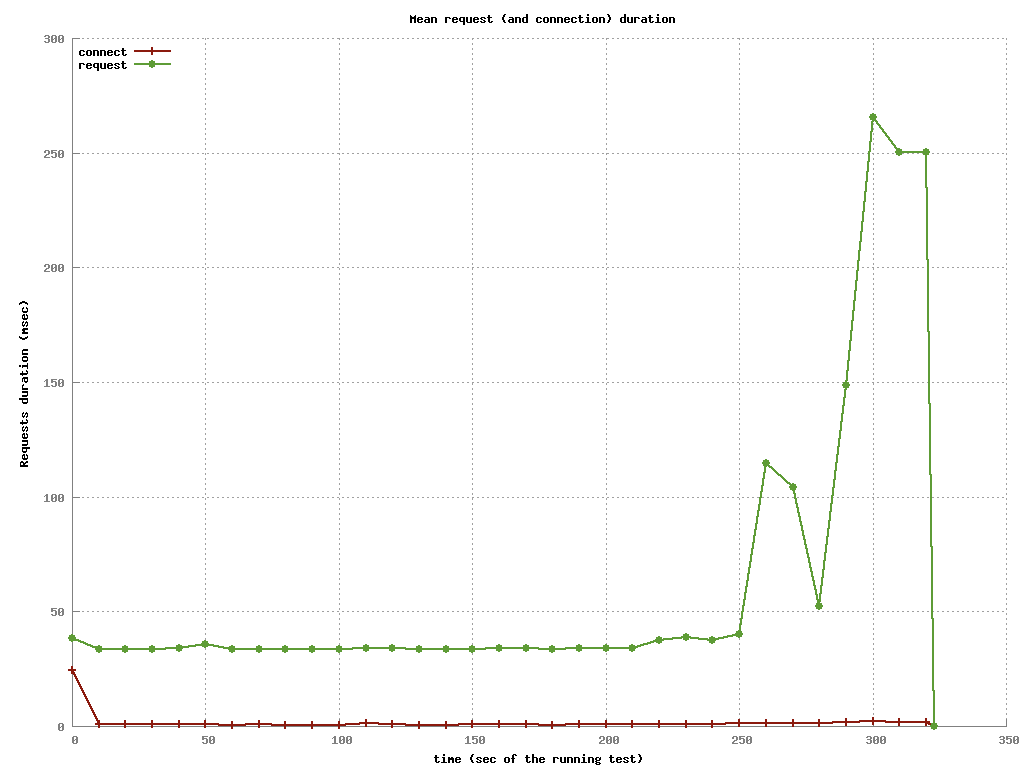 Mean request (and connection) duration
300
connect
request
250
200
Requests duration (msec)
150
100
50
0
0 50 100 150 200 250 300 350
time (sec of the running test)